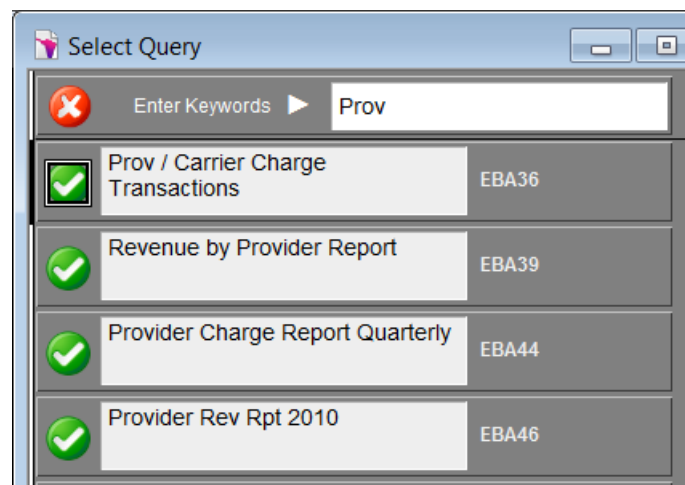 Select Query
Enter Keywords
Prov
Prov / Carrier Charge
Transactions
EBA36
Revenue by Provider Report
EBA39
Provider Charge Report Quarterly
EBA44
Provider Rev Rpt 2010
EBA46